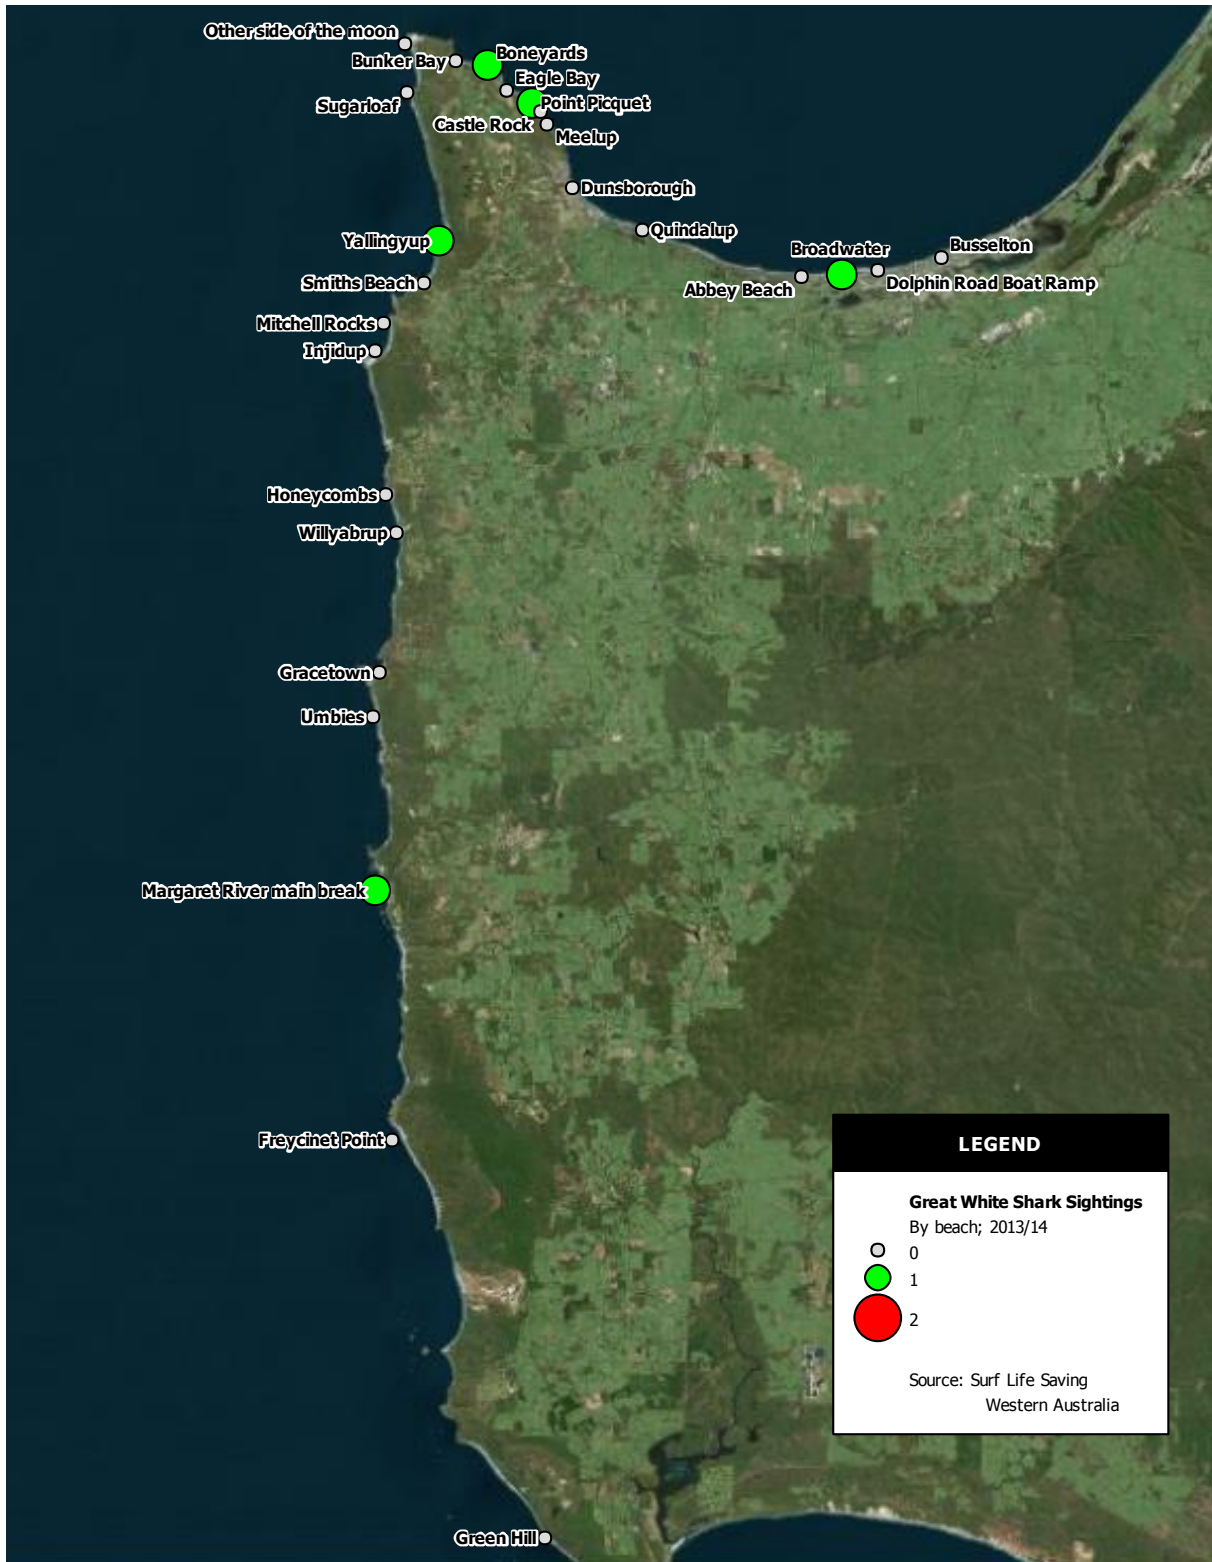 Other side of the moon
Boneyards
Bunker Bay
Eagle Bay
Sugarloaf
Point Picquet
Castle Rock
Meelup
Dunsborough
Quindalup
Yallingyup
Broadwater
Busselton
Smiths Beach
Abbey Beach
Dolphin Road Boat Ramp
Mitchell Rocks
Injidup
Honeycombs
Willyabrup
Gracetown
Umbies
Margaret River main break
Freycinet Point
Green Hill
LEGEND
Great White Shark Sightings
By beach; 2013/14
0
1
2
Source: Surf Life Saving
Western Australia